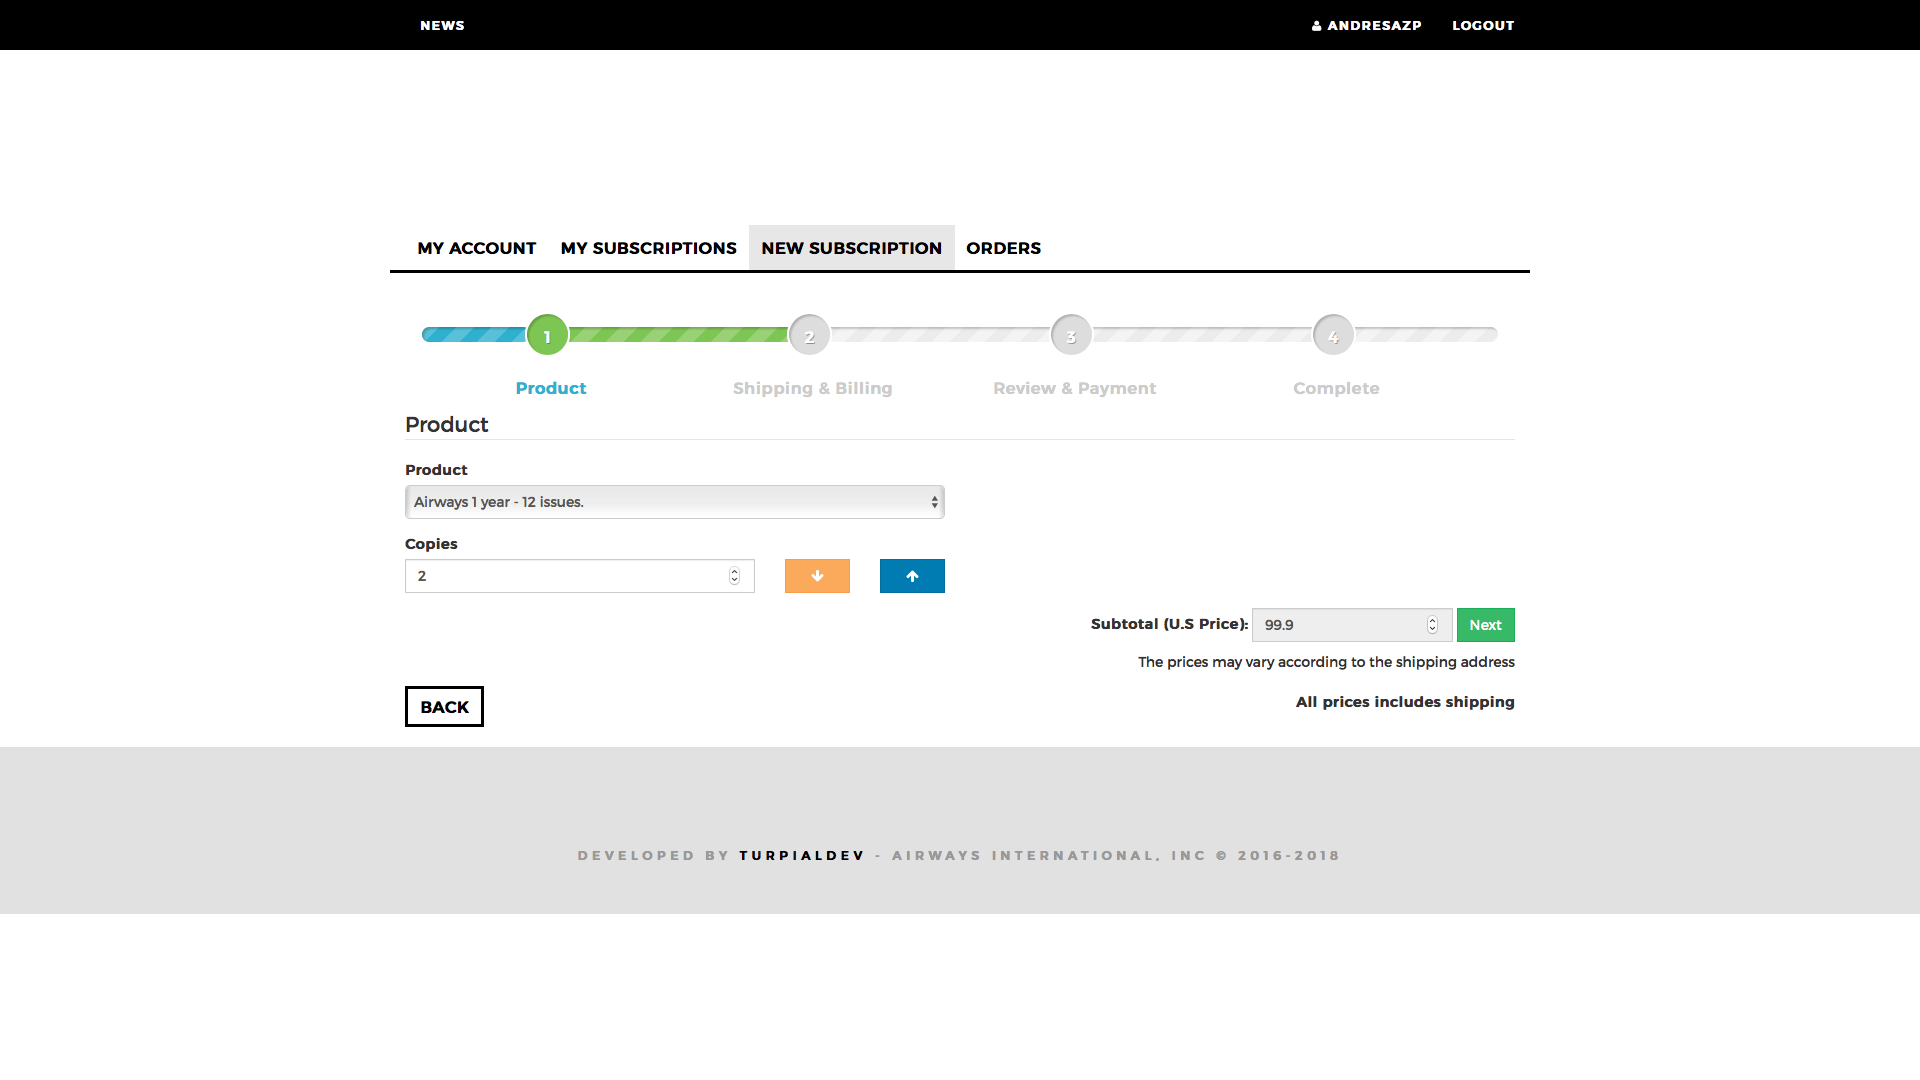 NEWS
ANDRESAZP
LOGOUT
MY ACCOUNT
MY SUBSCRIPTIONS
NEW SUBSCRIPTION
ORDERS
1
2
3
4
Product
Shipping & Billing
Review & Payment
Complete
Product
Product
Airways 1 year - 12 issues.
Copies
2
Subtotal (U.S Price):
99.9
Next
The prices may vary according to the shipping address
BACK
All prices includes shipping
DEVELOPED BY TURPIALDEV - AIRWAYS INTERNATIONAL, INC © 2016-2018